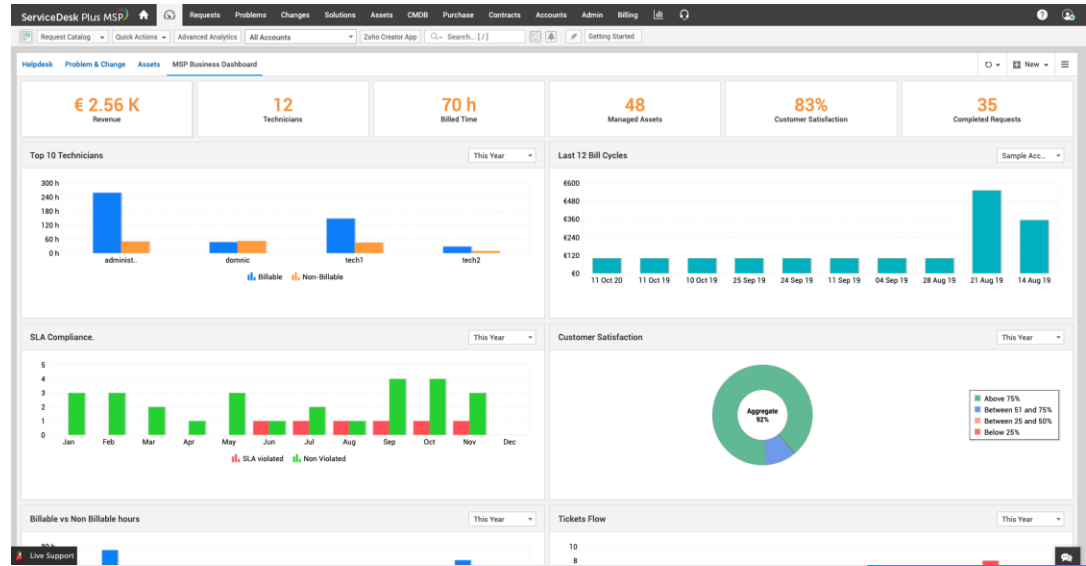 ServiceDesk Plus MSP Requests Problems Changes Solutions Assets CMDB Purchase Contracts Accounts Admin Billing
Request Catalog Quick Actions Advanced Analytics All Accounts Zoho Creator App Search... [ / ] Getting Started
Helpdesk Problem & Change Assets MSP Business Dashboard New
€ 2.56 K 12 70 h 48 83% 35
Revenue Technicians Billed Time Managed Assets Customer Satisfaction Completed Requests
Top 10 Technicians This Year
300 h
240 h
180 h
120 h
60 h
0 h
administ.. domnic tech1 tech2
Billable Non-Billable
Last 12 Bill Cycles Sample Acc...
€600
€480
€360
€240
€120
€0
11 Oct 20 11 Oct 19 10 Oct 19 25 Sep 19 24 Sep 19 11 Sep 19 04 Sep 19 28 Aug 19 21 Aug 19 14 Aug 19
SLA Compliance. This Year
5
4
3
2
1
0
Jan Feb Mar Apr May Jun Jul Aug Sep Oct Nov Dec
SLA violated Non Violated
Customer Satisfaction This Year
Aggregate
92%
Above 75%
Between 51 and 75%
Between 25 and 50%
Below 25%
Billable vs Non Billable hours This Year
Live Support
Tickets Flow This Year
10
8